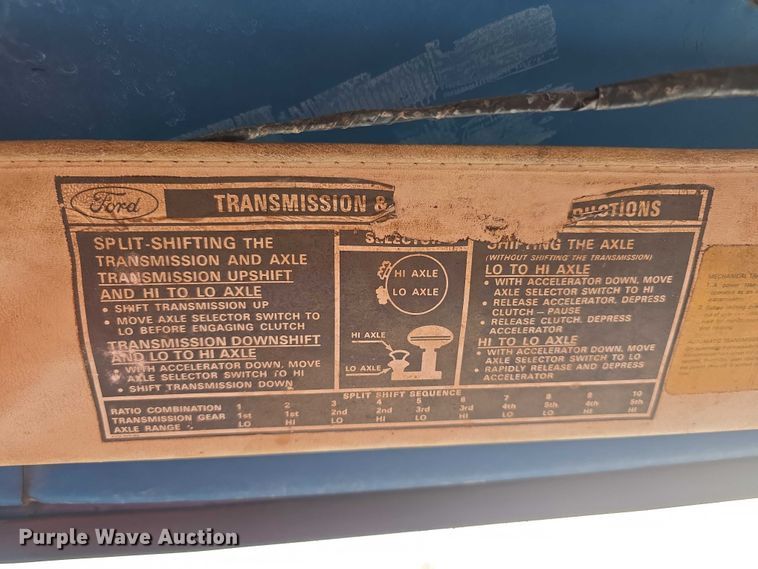 Ford
TRANSMISSION &
UCTIONS
SPLIT-SHIFTING THE
TRANSMISSION AND AXLE
TRANSMISSION UPSHIFT
AND HI TO LO AXLE
• SHIFT TRANSMISSION UP
• MOVE AXLE SELECTOR SWITCH TO
LO BEFORE ENGAGING CLUTCH
TRANSMISSION DOWNSHIFT
AND LO TO HI AXLE
• WITH ACCELERATOR DOWN, MOVE
AXLE SELECTOR SWITCH TO HI
• SHIFT TRANSMISSION DOWN
SELECTOR
HI AXLE
LO AXLE
HI AXLE
LO AXLE
SHIFTING THE AXLE
(WITHOUT SHIFTING THE TRANSMISSION)
LO TO HI AXLE
• WITH ACCELERATOR DOWN, MOVE
AXLE SELECTOR SWITCH TO HI
• RELEASE ACCELERATOR, DEPRESS
CLUTCH — PAUSE
• RELEASE CLUTCH, DEPRESS
ACCELERATOR
HI TO LO AXLE
• WITH ACCELERATOR DOWN, MOVE
AXLE SELECTOR SWITCH TO LO
• RAPIDLY RELEASE AND DEPRESS
ACCELERATOR
SPLIT SHIFT SEQUENCE
RATIO COMBINATION 1 2 3 4 5 6 7 8 9 10
TRANSMISSION GEAR 1st 1st 2nd 2nd 3rd 3rd 4th 5th 4th 5th
AXLE RANGE LO HI LO HI LO HI LO LO HI HI
MECHANICAL
Purple Wave Auction